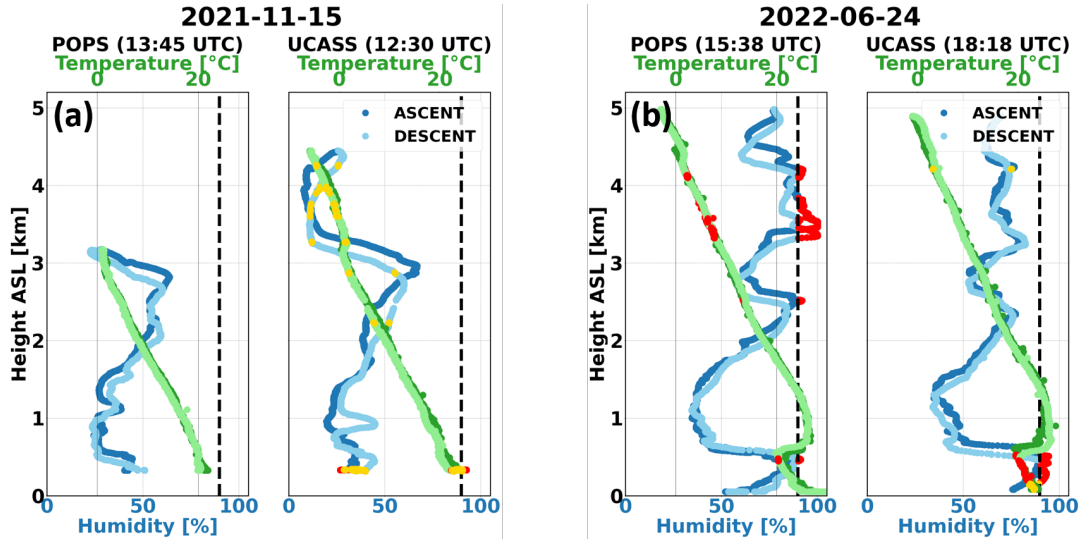 2021-11-15
2022-06-24
POPS (13:45 UTC)
UCASS (12:30 UTC)
POPS (15:38 UTC)
UCASS (18:18 UTC)
Temperature [°C]
Temperature [°C]
Temperature [°C]
Temperature [°C]
0 20
0 20
0 20
0 20
(a)
(b)
ASCENT
DESCENT
ASCENT
DESCENT
Height ASL [km]
5
4
3
2
1
0
Height ASL [km]
5
4
3
2
1
0
0 50 100
0 50 100
0 50 100
0 50 100
Humidity [%]
Humidity [%]
Humidity [%]
Humidity [%]